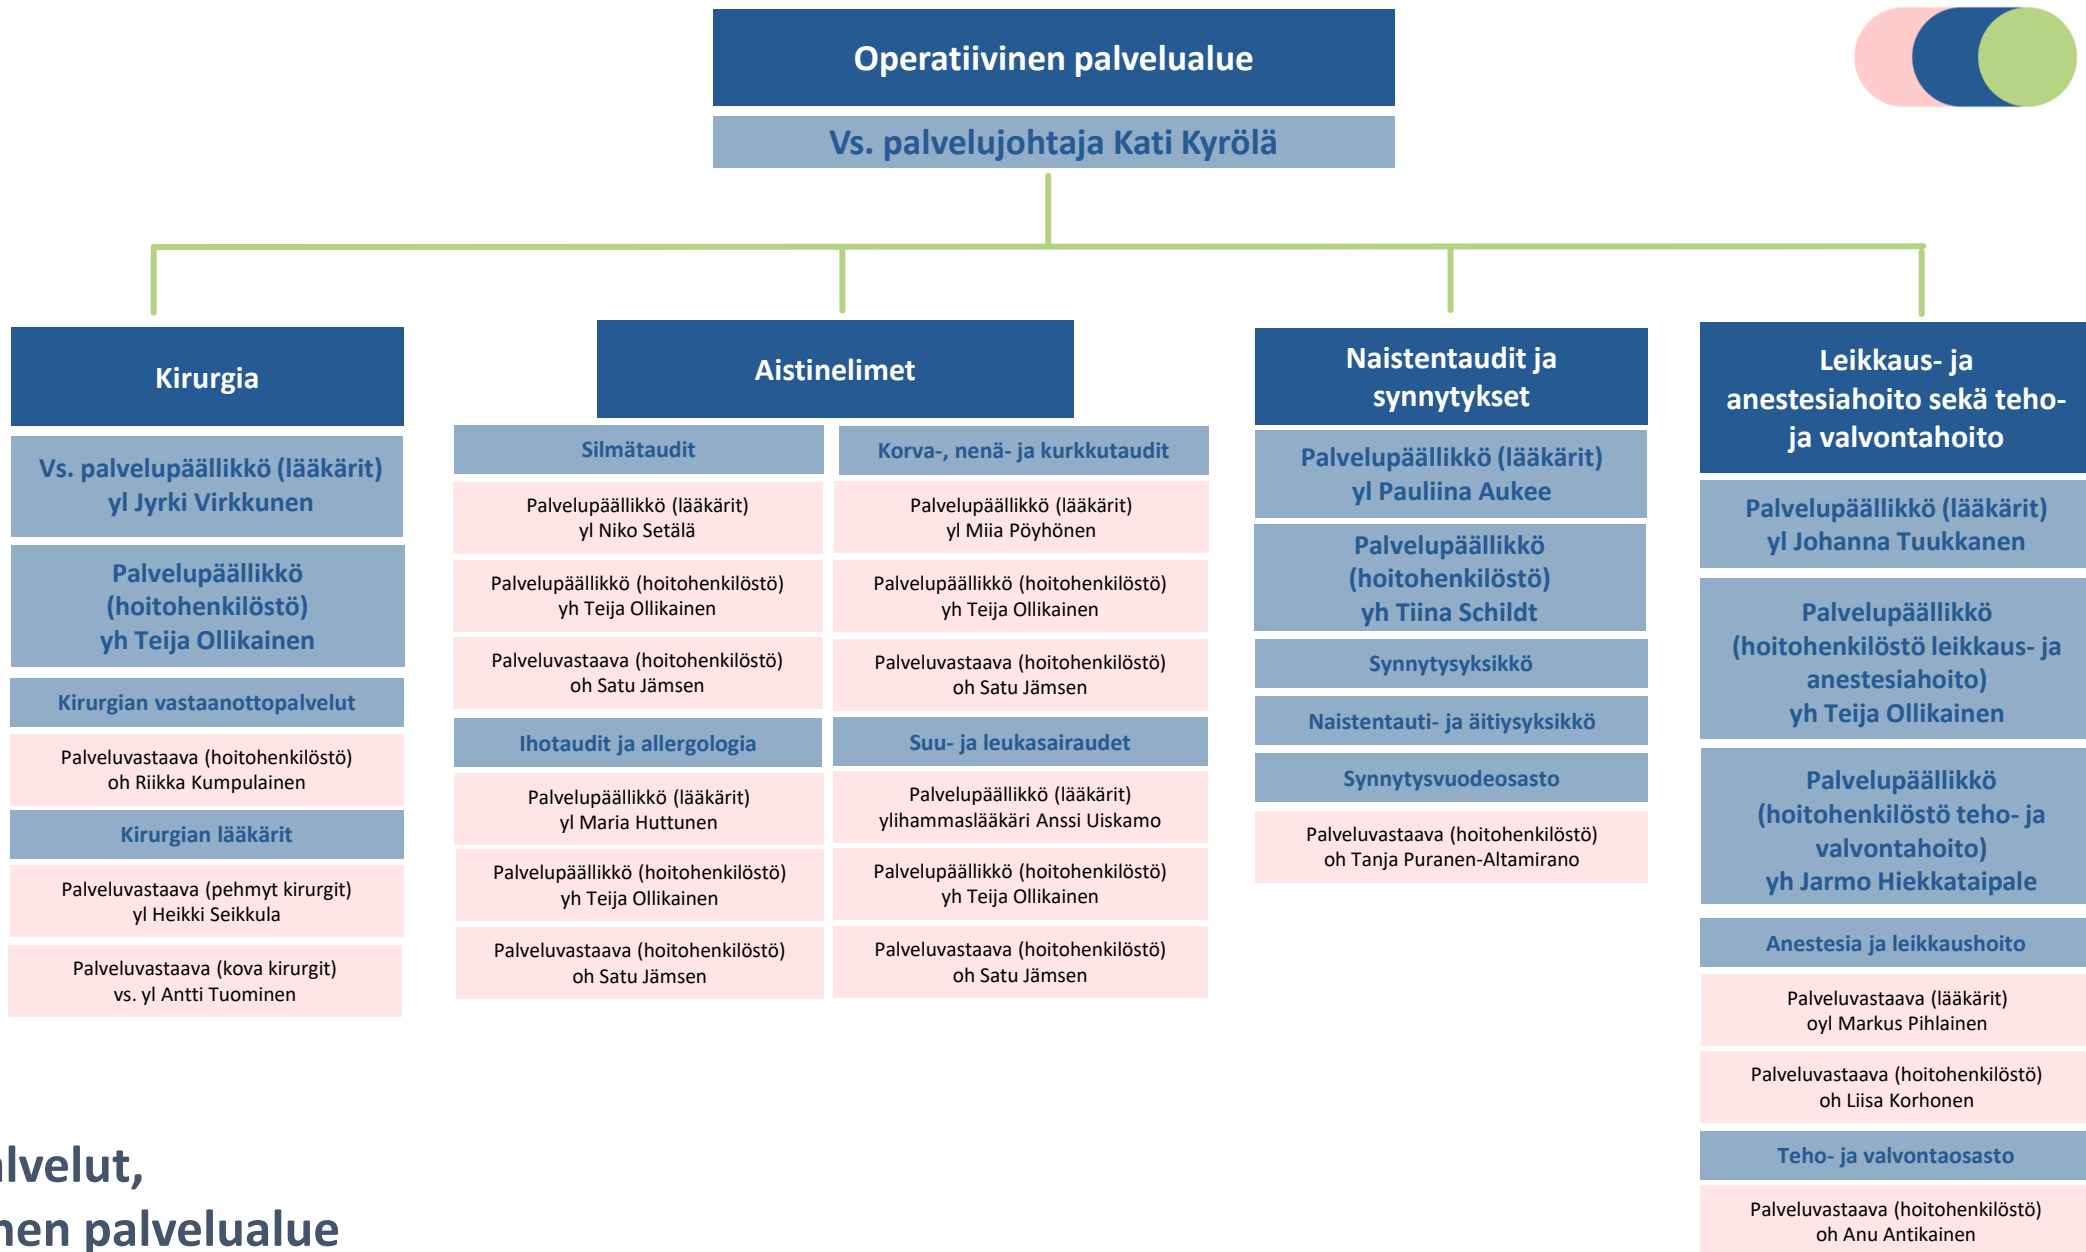 Operatiivinen palvelualue
Vs. palvelujohtaja Kati Kyrölä
Kirurgia
Vs. palvelupäällikkö (lääkärit)
yl Jyrki Virkkunen
Palvelupäällikkö
(hoitohenkilöstö)
yh Teija Ollikainen
Kirurgian vastaanottopalvelut
Palveluvastaava (hoitohenkilöstö)
oh Riikka Kumpulainen
Kirurgian lääkärit
Palveluvastaava (pehmyt kirurgit)
yl Heikki Seikkula
Palveluvastaava (kova kirurgit)
vs. yl Antti Tuominen
Aistinelimet
Silmätaudit
Palvelupäällikkö (lääkärit)
yl Niko Setälä
Palvelupäällikkö (hoitohenkilöstö)
yh Teija Ollikainen
Palveluvastaava (hoitohenkilöstö)
oh Satu Jämsen
Ihotaudit ja allergologia
Palvelupäällikkö (lääkärit)
yl Maria Huttunen
Palvelupäällikkö (hoitohenkilöstö)
yh Teija Ollikainen
Palveluvastaava (hoitohenkilöstö)
oh Satu Jämsen
Korva-, nenä- ja kurkkutaudit
Palvelupäällikkö (lääkärit)
yl Miia Pöyhönen
Palvelupäällikkö (hoitohenkilöstö)
yh Teija Ollikainen
Palveluvastaava (hoitohenkilöstö)
oh Satu Jämsen
Suu- ja leukasairaudet
Palvelupäällikkö (lääkärit)
ylihammaslääkäri Anssi Uiskamo
Palvelupäällikkö (hoitohenkilöstö)
yh Teija Ollikainen
Palveluvastaava (hoitohenkilöstö)
oh Satu Jämsen
Naistentaudit ja
synnytykset
Palvelupäällikkö (lääkärit)
yl Pauliina Aukee
Palvelupäällikkö
(hoitohenkilöstö)
yh Tiina Schildt
Synnytysyksikkö
Naistentauti- ja äitiysyksikkö
Synnytysvuodeosasto
Palveluvastaava (hoitohenkilöstö)
oh Tanja Puranen-Altamirano
Leikkaus- ja
anestesiahoito sekä teho-
ja valvontahoito
Palvelupäällikkö (lääkärit)
yl Johanna Tuukkanen
Palvelupäällikkö
(hoitohenkilöstö leikkaus- ja
anestesiahoito)
yh Teija Ollikainen
Palvelupäällikkö
(hoitohenkilöstö teho- ja
valvontahoito)
yh Jarmo Hiekkataipale
Anestesia ja leikkaushoito
Palveluvastaava (lääkärit)
oyl Markus Pihlainen
Palveluvastaava (hoitohenkilöstö)
oh Liisa Korhonen
Teho- ja valvontaosasto
Palveluvastaava (hoitohenkilöstö)
oh Anu Antikainen
palvelualue